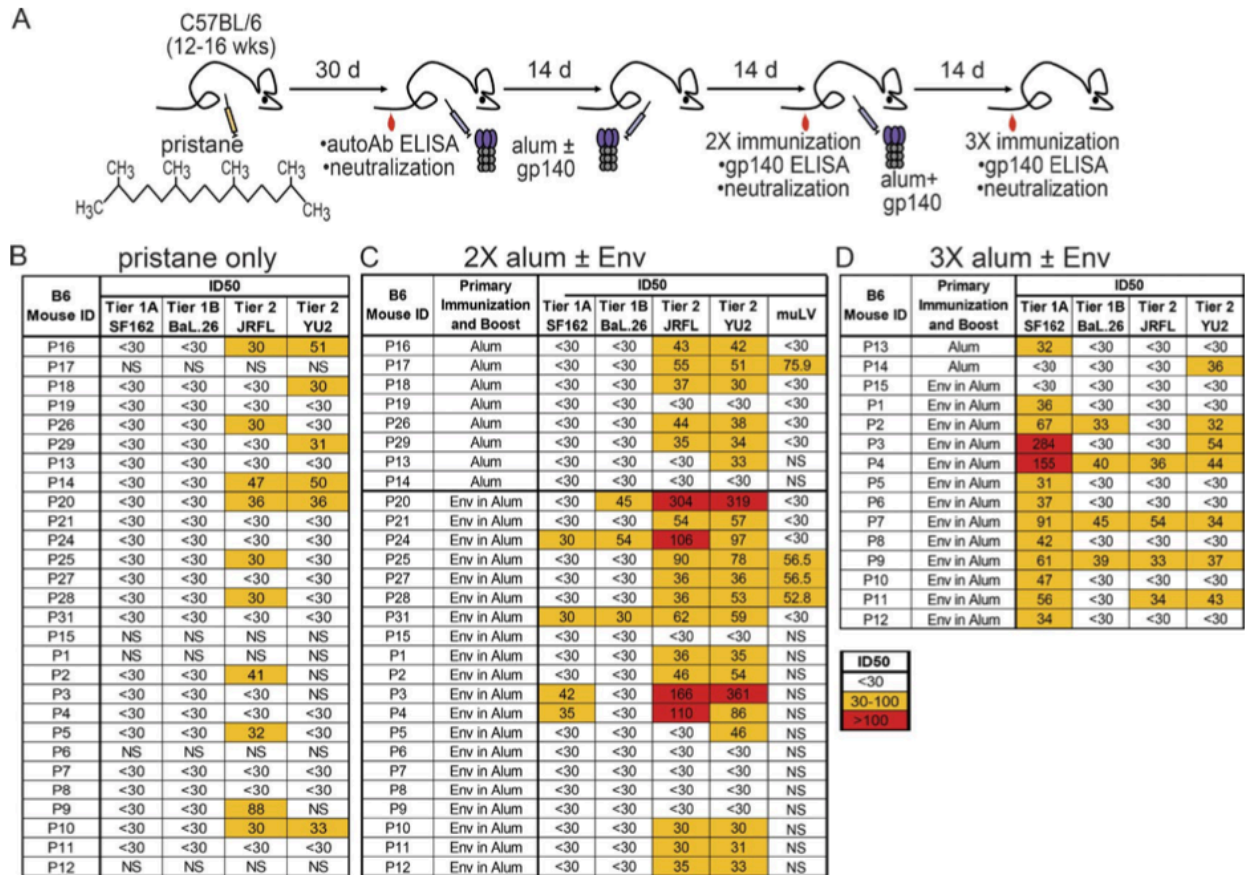 A
C57BL/6
(12-16 wks)
30 d
14 d
14 d
14 d
pristane
•autoAb ELISA
•neutralization
alum ±
gp140
2X immunization
•gp140 ELISA
•neutralization
alum+
gp140
3X immunization
•gp140 ELISA
•neutralization
CH₃ CH₃ CH₃ CH₃
H₃C CH₃
B pristane only
B6 Mouse ID ID50
Tier 1A SF162 Tier 1B BaL.26 Tier 2 JRFL Tier 2 YU2
P16 <30 <30 30 51
P17 NS NS NS NS
P18 <30 <30 <30 30
P19 <30 <30 <30 <30
P26 <30 <30 30 <30
P29 <30 <30 <30 31
P13 <30 <30 <30 <30
P14 <30 <30 47 50
P20 <30 <30 36 36
P21 <30 <30 <30 <30
P24 <30 <30 <30 <30
P25 <30 <30 30 <30
P27 <30 <30 <30 <30
P28 <30 <30 30 <30
P31 <30 <30 <30 <30
P15 NS NS NS NS
P1 NS NS NS NS
P2 <30 <30 41 NS
P3 <30 <30 <30 NS
P4 <30 <30 <30 <30
P5 <30 <30 32 <30
P6 NS NS NS NS
P7 <30 <30 <30 <30
P8 <30 <30 <30 <30
P9 <30 <30 88 NS
P10 <30 <30 30 33
P11 <30 <30 <30 <30
P12 NS NS NS NS
C 2X alum ± Env
B6 Mouse ID Primary Immunization and Boost ID50
Tier 1A SF162 Tier 1B BaL.26 Tier 2 JRFL Tier 2 YU2 muLV
P16 Alum <30 <30 43 42 <30
P17 Alum <30 <30 55 51 75.9
P18 Alum <30 <30 37 30 <30
P19 Alum <30 <30 <30 <30 <30
P26 Alum <30 <30 44 38 <30
P29 Alum <30 <30 35 34 <30
P13 Alum <30 <30 <30 33 NS
P14 Alum <30 <30 <30 <30 NS
P20 Env in Alum <30 45 304 319 <30
P21 Env in Alum <30 <30 54 57 <30
P24 Env in Alum 30 54 106 97 <30
P25 Env in Alum <30 <30 90 78 56.5
P27 Env in Alum <30 <30 36 36 56.5
P28 Env in Alum <30 <30 36 53 52.8
P31 Env in Alum 30 30 62 59 <30
P15 Env in Alum <30 <30 <30 <30 NS
P1 Env in Alum <30 <30 36 35 NS
P2 Env in Alum <30 <30 46 54 NS
P3 Env in Alum 42 <30 166 361 NS
P4 Env in Alum 35 <30 110 86 NS
P5 Env in Alum <30 <30 <30 46 NS
P6 Env in Alum <30 <30 <30 <30 NS
P7 Env in Alum <30 <30 <30 <30 NS
P8 Env in Alum <30 <30 <30 <30 NS
P9 Env in Alum <30 <30 <30 <30 NS
P10 Env in Alum <30 <30 30 30 NS
P11 Env in Alum <30 <30 30 31 NS
P12 Env in Alum <30 <30 35 33 NS
D 3X alum ± Env
B6 Mouse ID Primary Immunization and Boost ID50
Tier 1A SF162 Tier 1B BaL.26 Tier 2 JRFL Tier 2 YU2
P13 Alum 32 <30 <30 <30
P14 Alum <30 <30 <30 36
P15 Env in Alum <30 <30 <30 <30
P1 Env in Alum 36 <30 <30 <30
P2 Env in Alum 67 33 <30 32
P3 Env in Alum 284 <30 <30 54
P4 Env in Alum 155 40 36 44
P5 Env in Alum 31 <30 <30 <30
P6 Env in Alum 37 <30 <30 <30
P7 Env in Alum 91 45 54 34
P8 Env in Alum 42 <30 <30 <30
P9 Env in Alum 61 39 33 37
P10 Env in Alum 47 <30 <30 <30
P11 Env in Alum 56 <30 34 43
P12 Env in Alum 34 <30 <30 <30
ID50
<30
30-100
>100